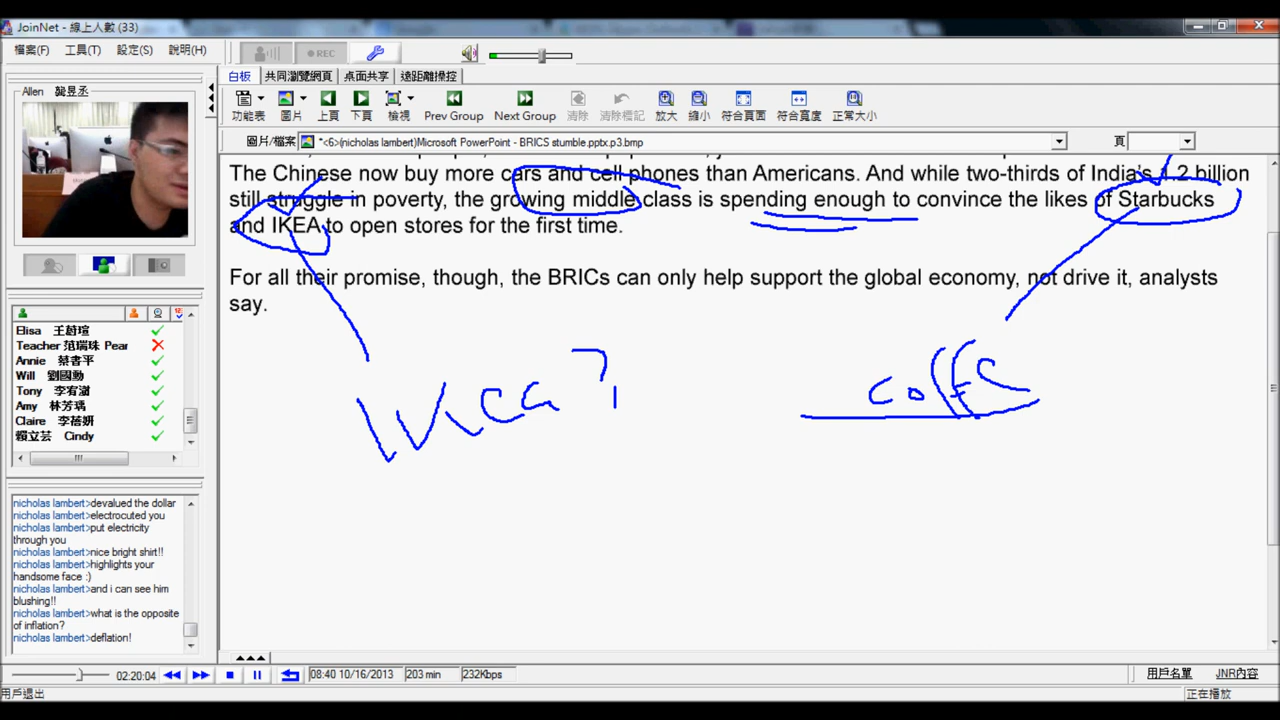 JoinNet - 線上人數 (33)
檔案(F) 工具(T) 設定(S) 說明(H)
REC
Allen 龔昱丞
白板 共同瀏覽網頁 桌面共享 遠距離操控
功能表 圖片 上頁 下頁 檢視 Prev Group Next Group 清除 清除標記 放大 縮小 符合頁面 符合寬度 正常大小
圖片/檔案 *<6>(nicholas lambert)Microsoft PowerPoint - BRICS stumble.pptx.p3.bmp 頁
The Chinese now buy more cars and cell phones than Americans. And while two-thirds of India's 1.2 billion
still struggle in poverty, the growing middle class is spending enough to convince the likes of Starbucks
and IKEA to open stores for the first time.
For all their promise, though, the BRICs can only help support the global economy, not drive it, analysts
say.
coffe
Elisa 王蒔瑄
Teacher 范瑞珠 Pear
Annie 蔡書平
Will 劉國勳
Tony 李宥澍
Amy 林芳瑀
Claire 李蓓妍
賴立芸 Cindy
nicholas lambert>devalued the dollar
nicholas lambert>electrocuted you
nicholas lambert>put electricity
through you
nicholas lambert>nice bright shirt!!
nicholas lambert>highlights your
handsome face :)
nicholas lambert>and i can see him
blushing!!
nicholas lambert>what is the opposite
of inflation?
nicholas lambert>deflation!
02:20:04 08:40 10/16/2013 203 min 232Kbps 用戶名單 JNR內容
用戶退出 正在播放